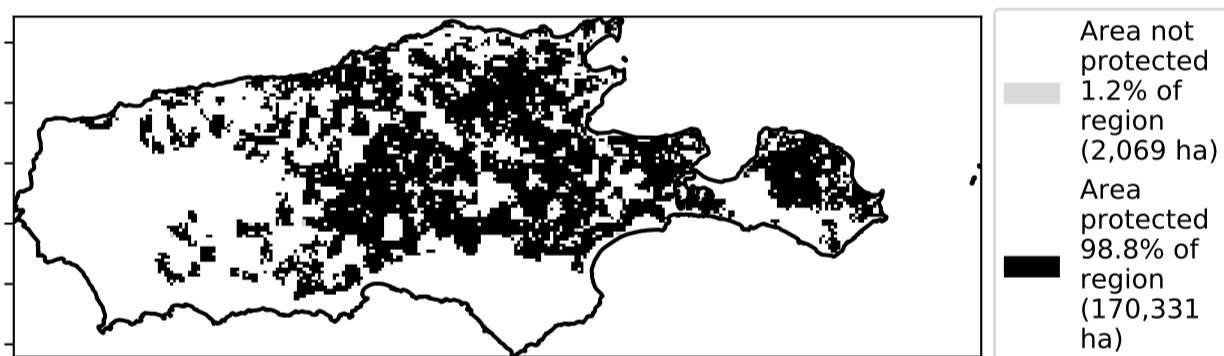 Area not
protected
1.2% of
region
(2,069 ha)
Area
protected
98.8% of
region
(170,331
ha)